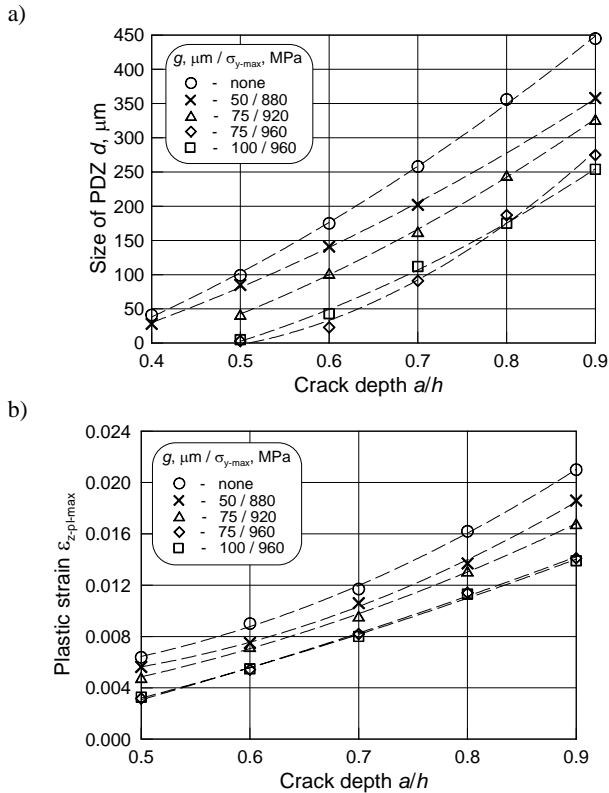 a)
450
400
350
300
250
200
150
100
50
0
Size of PDZ d, μm
g, μm / σy-max, MPa
- none
- 50 / 880
- 75 / 920
- 75 / 960
- 100 / 960
0.4 0.5 0.6 0.7 0.8 0.9
Crack depth a/h
b)
0.024
0.020
0.016
0.012
0.008
0.004
0.000
Plastic strain εz-pl-max
g, μm / σy-max, MPa
- none
- 50 / 880
- 75 / 920
- 75 / 960
- 100 / 960
0.5 0.6 0.7 0.8 0.9
Crack depth a/h